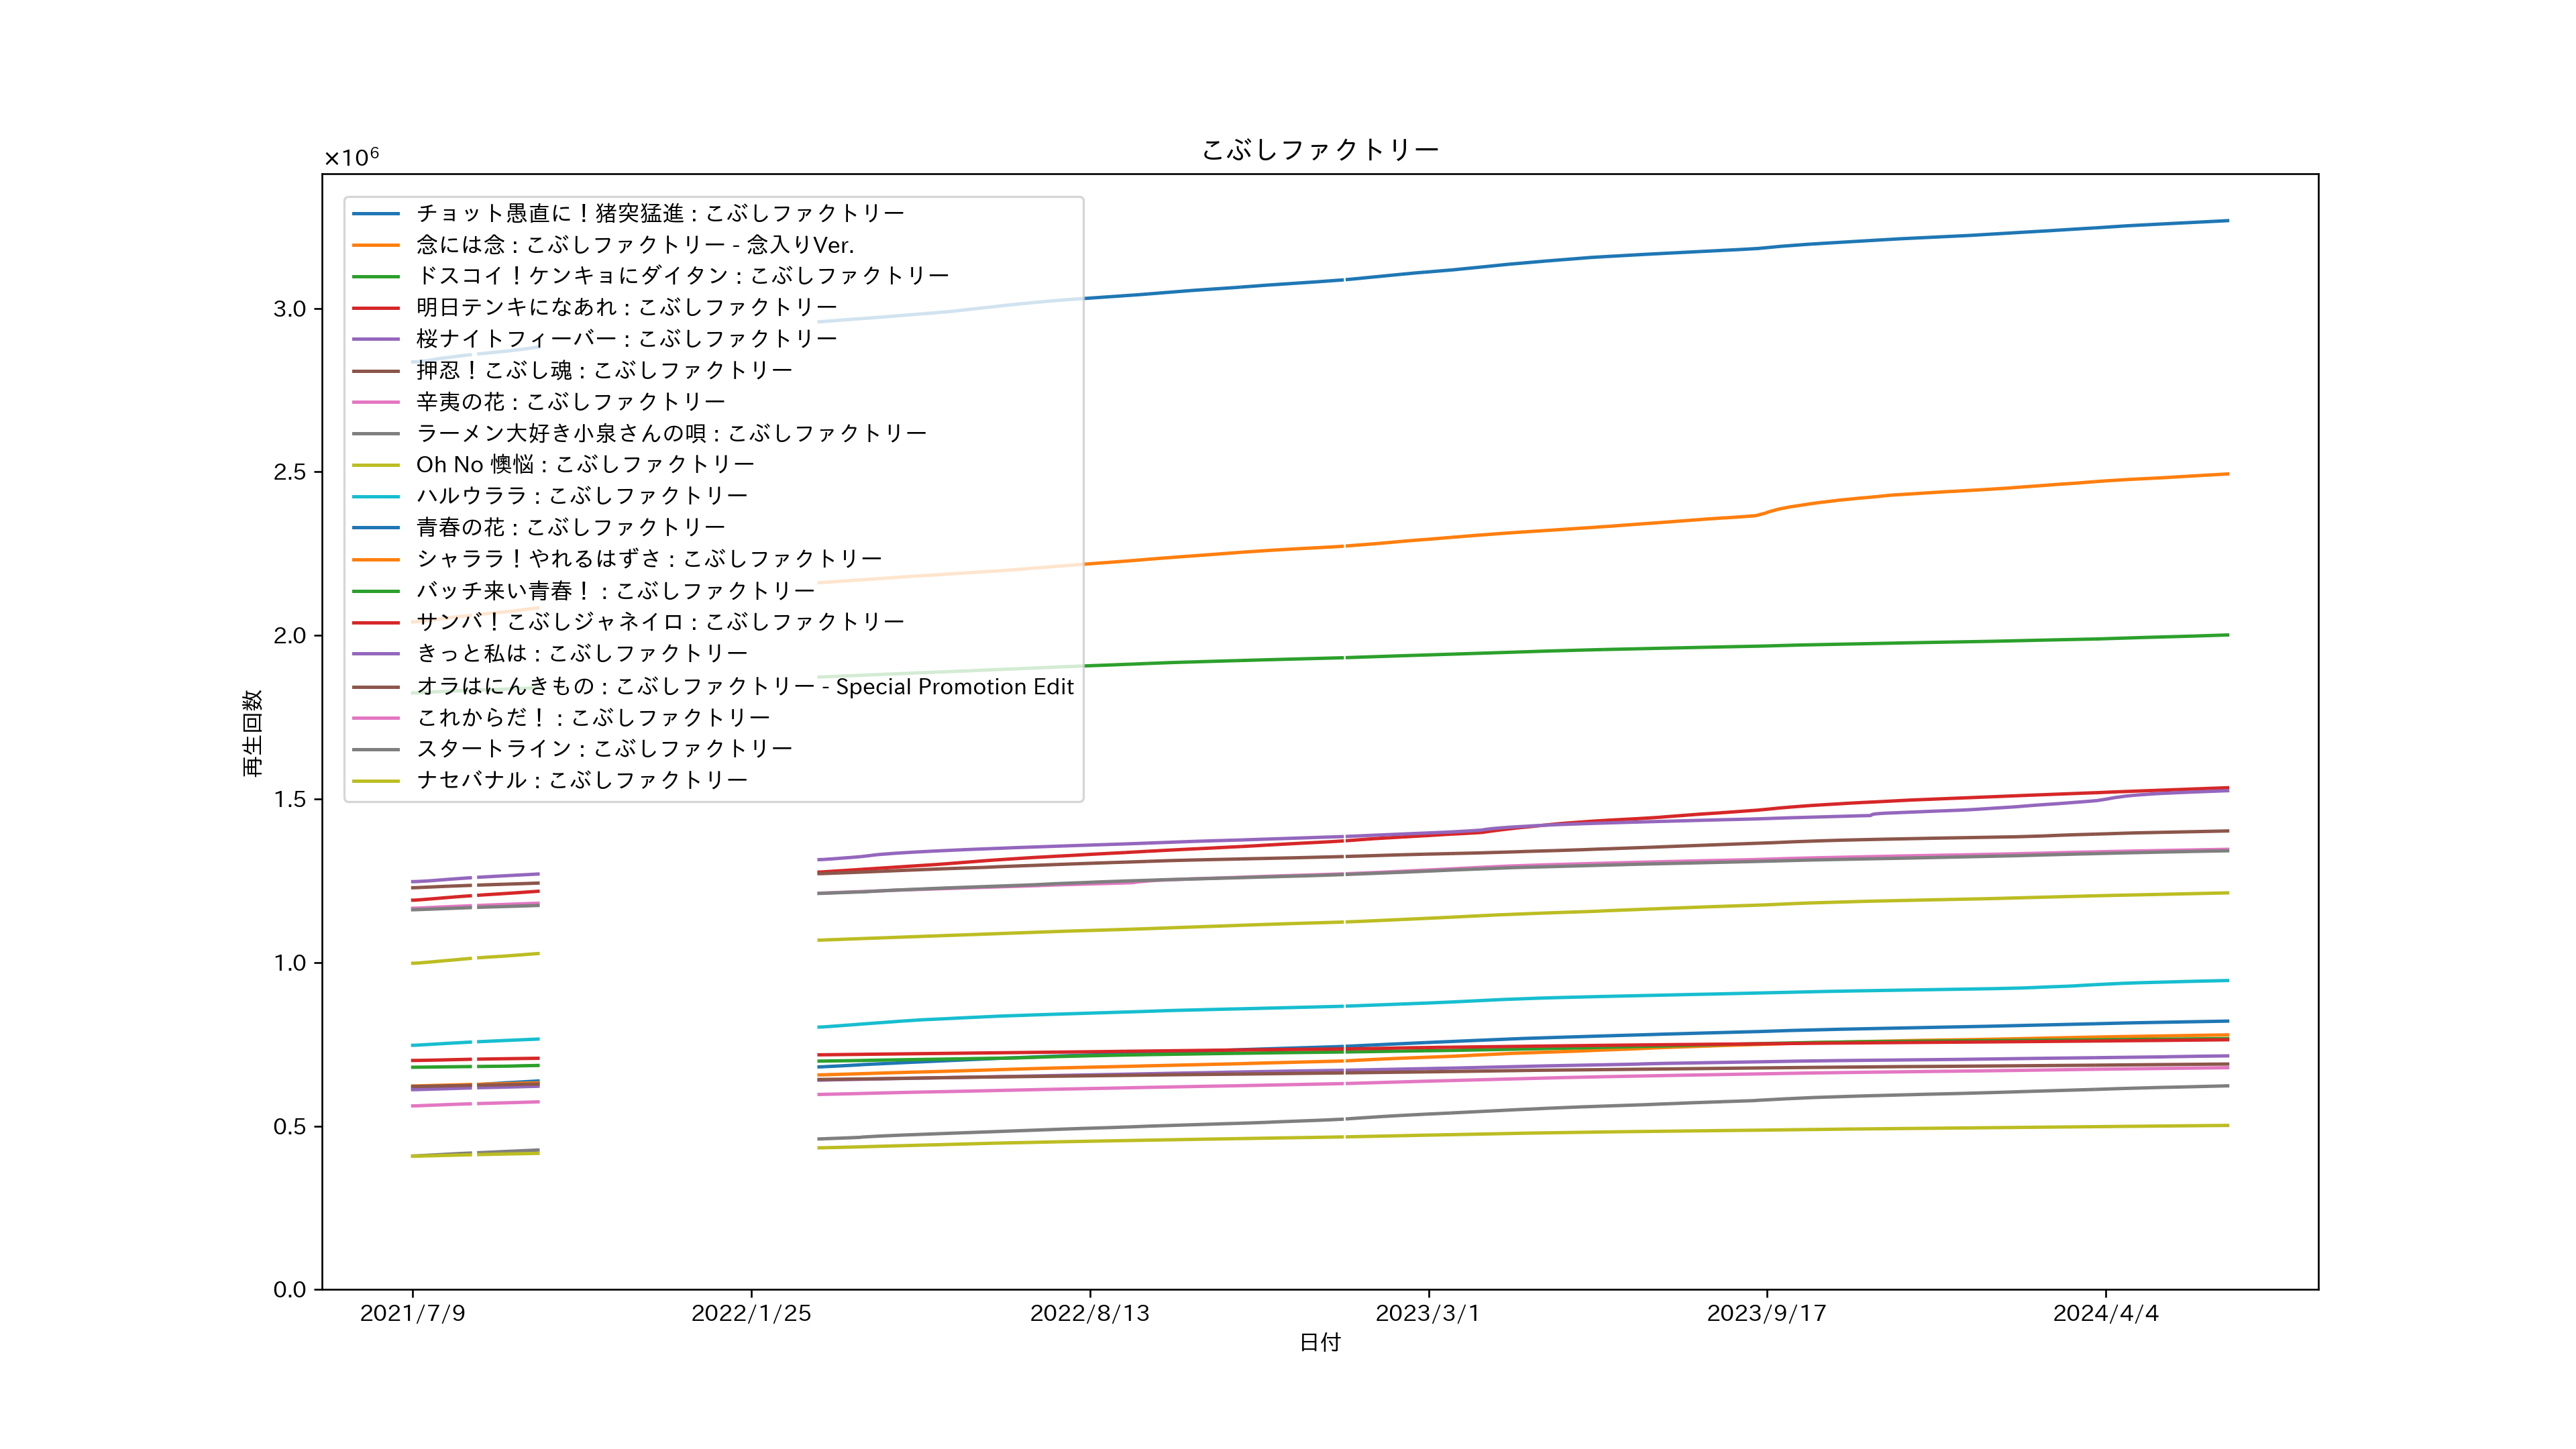 こぶしファクトリー
×10⁶
チョット愚直に！猪突猛進 : こぶしファクトリー
念には念 : こぶしファクトリー - 念入りVer.
ドスコイ！ケンキョにダイタン : こぶしファクトリー
明日テンキになあれ : こぶしファクトリー
桜ナイトフィーバー : こぶしファクトリー
押忍！こぶし魂 : こぶしファクトリー
辛夷の花 : こぶしファクトリー
ラーメン大好き小泉さんの唄 : こぶしファクトリー
Oh No 懊悩 : こぶしファクトリー
ハルウララ : こぶしファクトリー
青春の花 : こぶしファクトリー
シャララ！やれるはずさ : こぶしファクトリー
バッチ来い青春！ : こぶしファクトリー
サンバ！こぶしジャネイロ : こぶしファクトリー
きっと私は : こぶしファクトリー
オラはにんきもの : こぶしファクトリー - Special Promotion Edit
これからだ！ : こぶしファクトリー
スタートライン : こぶしファクトリー
ナセバナル : こぶしファクトリー
3.0
2.5
2.0
1.5
1.0
0.5
0.0
再生回数
2021/7/9
2022/1/25
2022/8/13
2023/3/1
2023/9/17
2024/4/4
日付